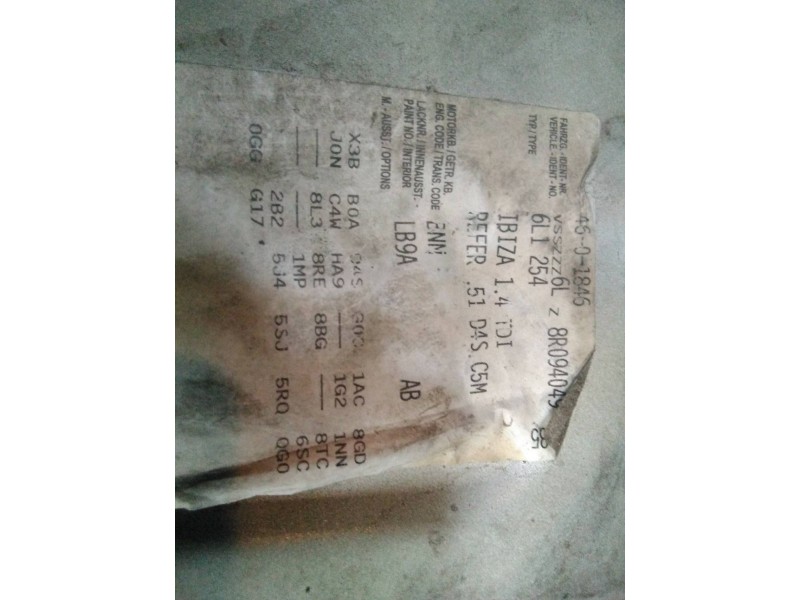 46-0-1846
FAHRZG.-IDENT-NR. VSSZZZ6L Z 8R094049
VEHICLE.-IDENT-NO.
TYP/TYPE 6L1 254
IBIZA 1.4 TDI
REFER .51 D4S.C5M
MOTORKB./GETR.KB.
ENG. CODE/TRANS. CODE BNM
LACKNR./INNENAUSST.
PAINT NO./INTERIOR LB9A AB
M.-AUSST./OPTIONS
X3B B0A 1AC 8GD
J0N C4W HA9 --- 1G2 1NN
--- 8L3 8RE 8BG --- 8TC
--- 1MP 6SC
2B2 5J4 5SJ 5RQ 0G0
0GG G17